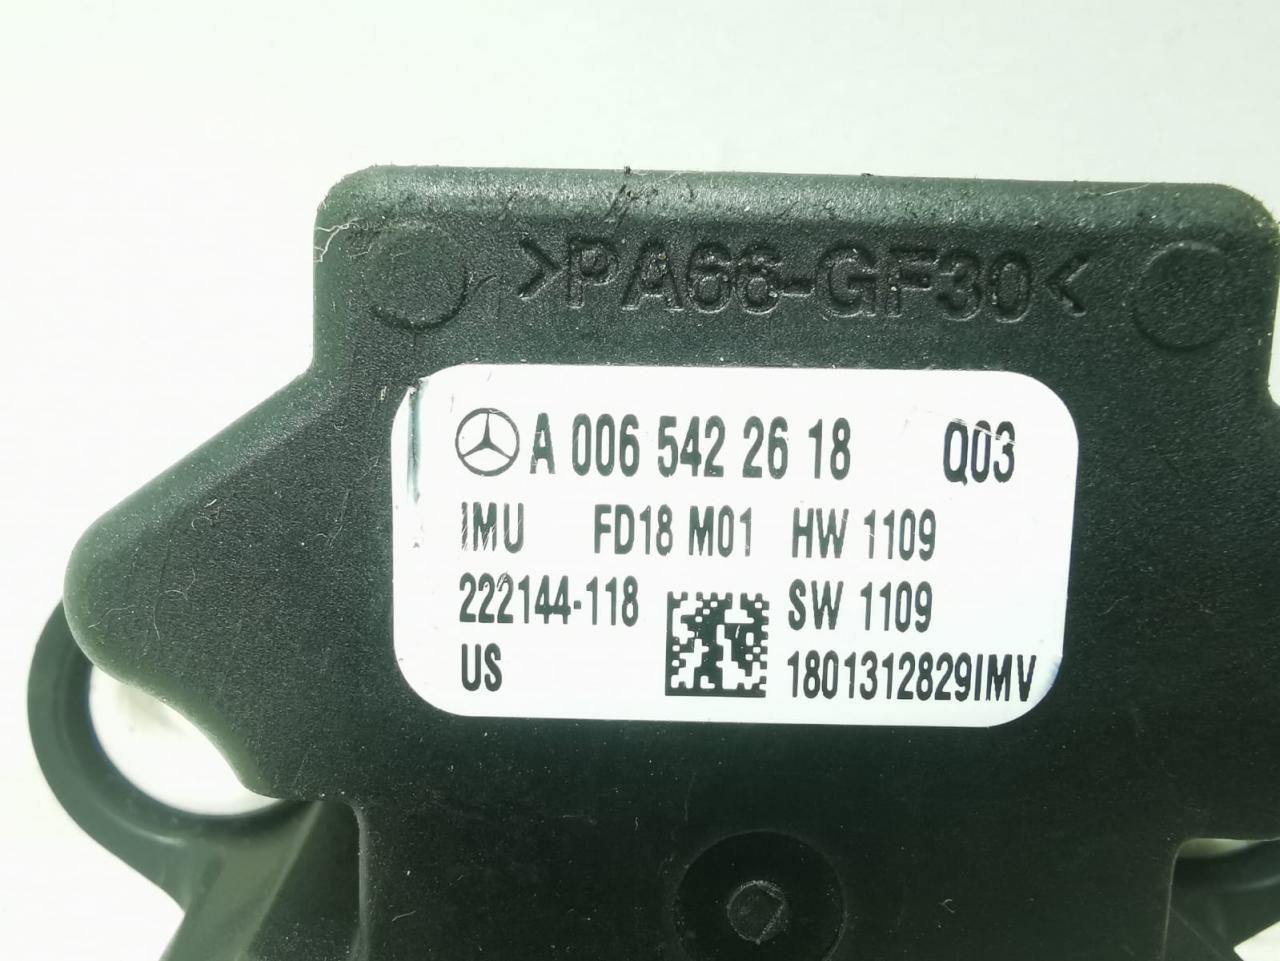 >PA66-GF30<
A 006 542 26 18 Q03
IMU FD18 M01 HW 1109
222144-118 SW 1109
US 1801312829IMV